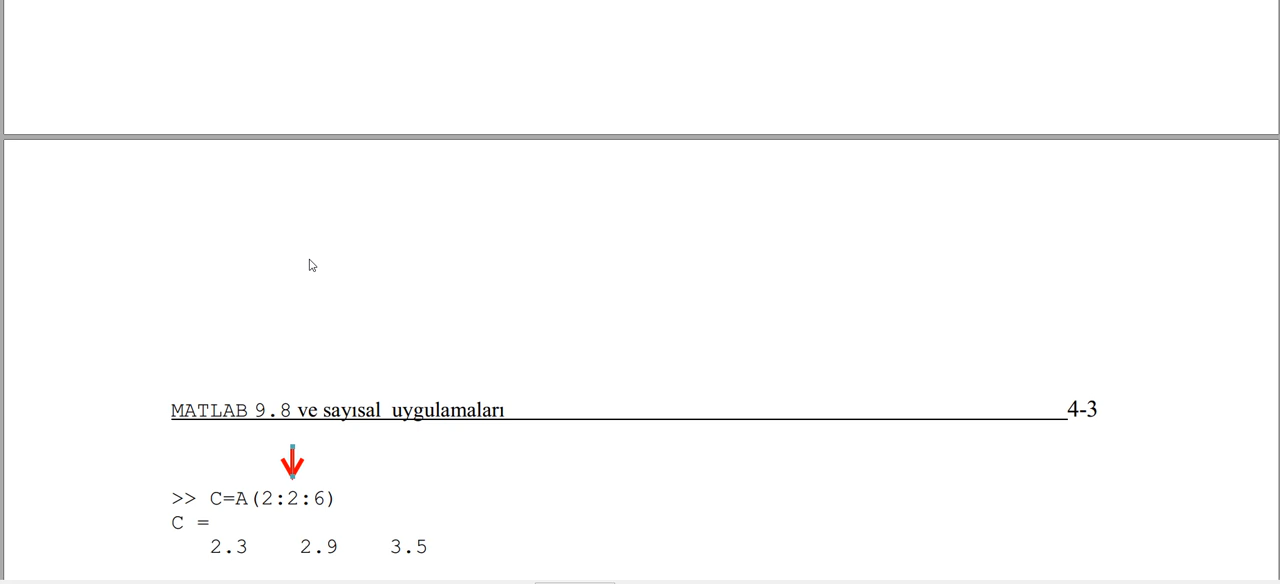 MATLAB 9.8 ve sayısal uygulamaları 4-3
>> C=A(2:2:6)
C =
2.3 2.9 3.5